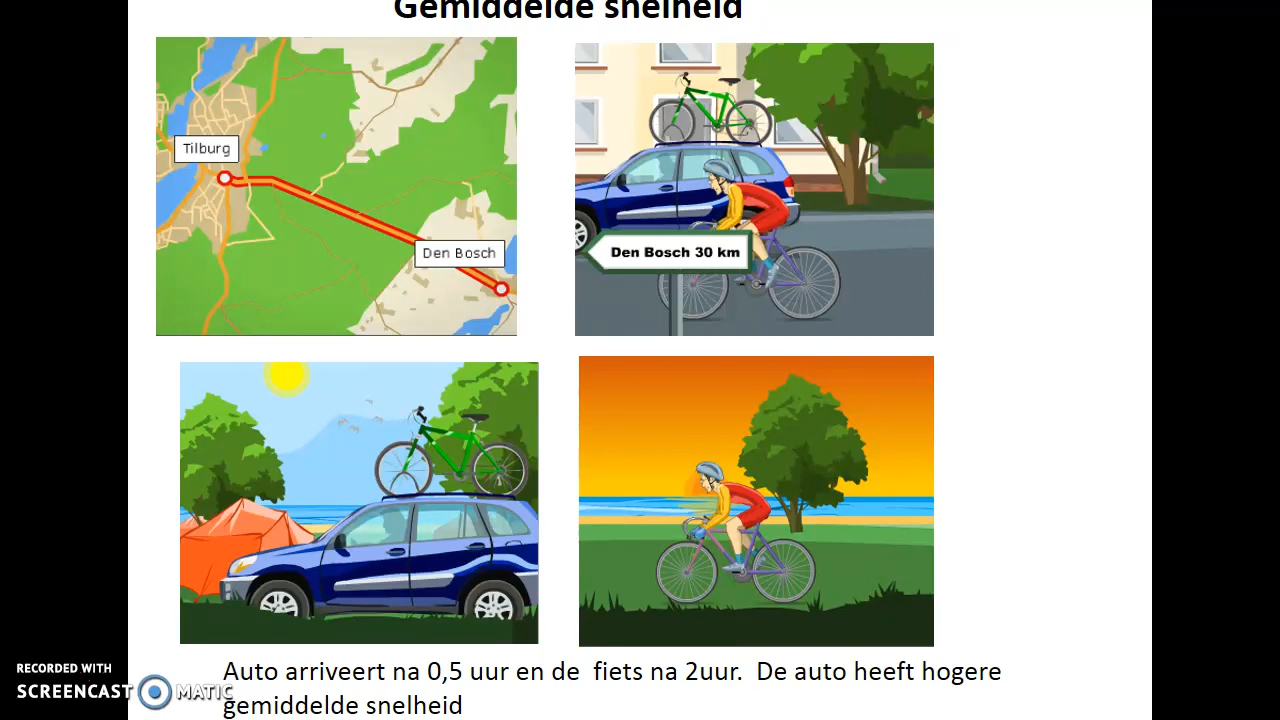 Gemiddelde snelheid
Tilburg
Den Bosch
Den Bosch 30 km
Auto arriveert na 0,5 uur en de  fiets na 2uur.  De auto heeft hogere
gemiddelde snelheid
RECORDED WITH
SCREENCAST MATIC